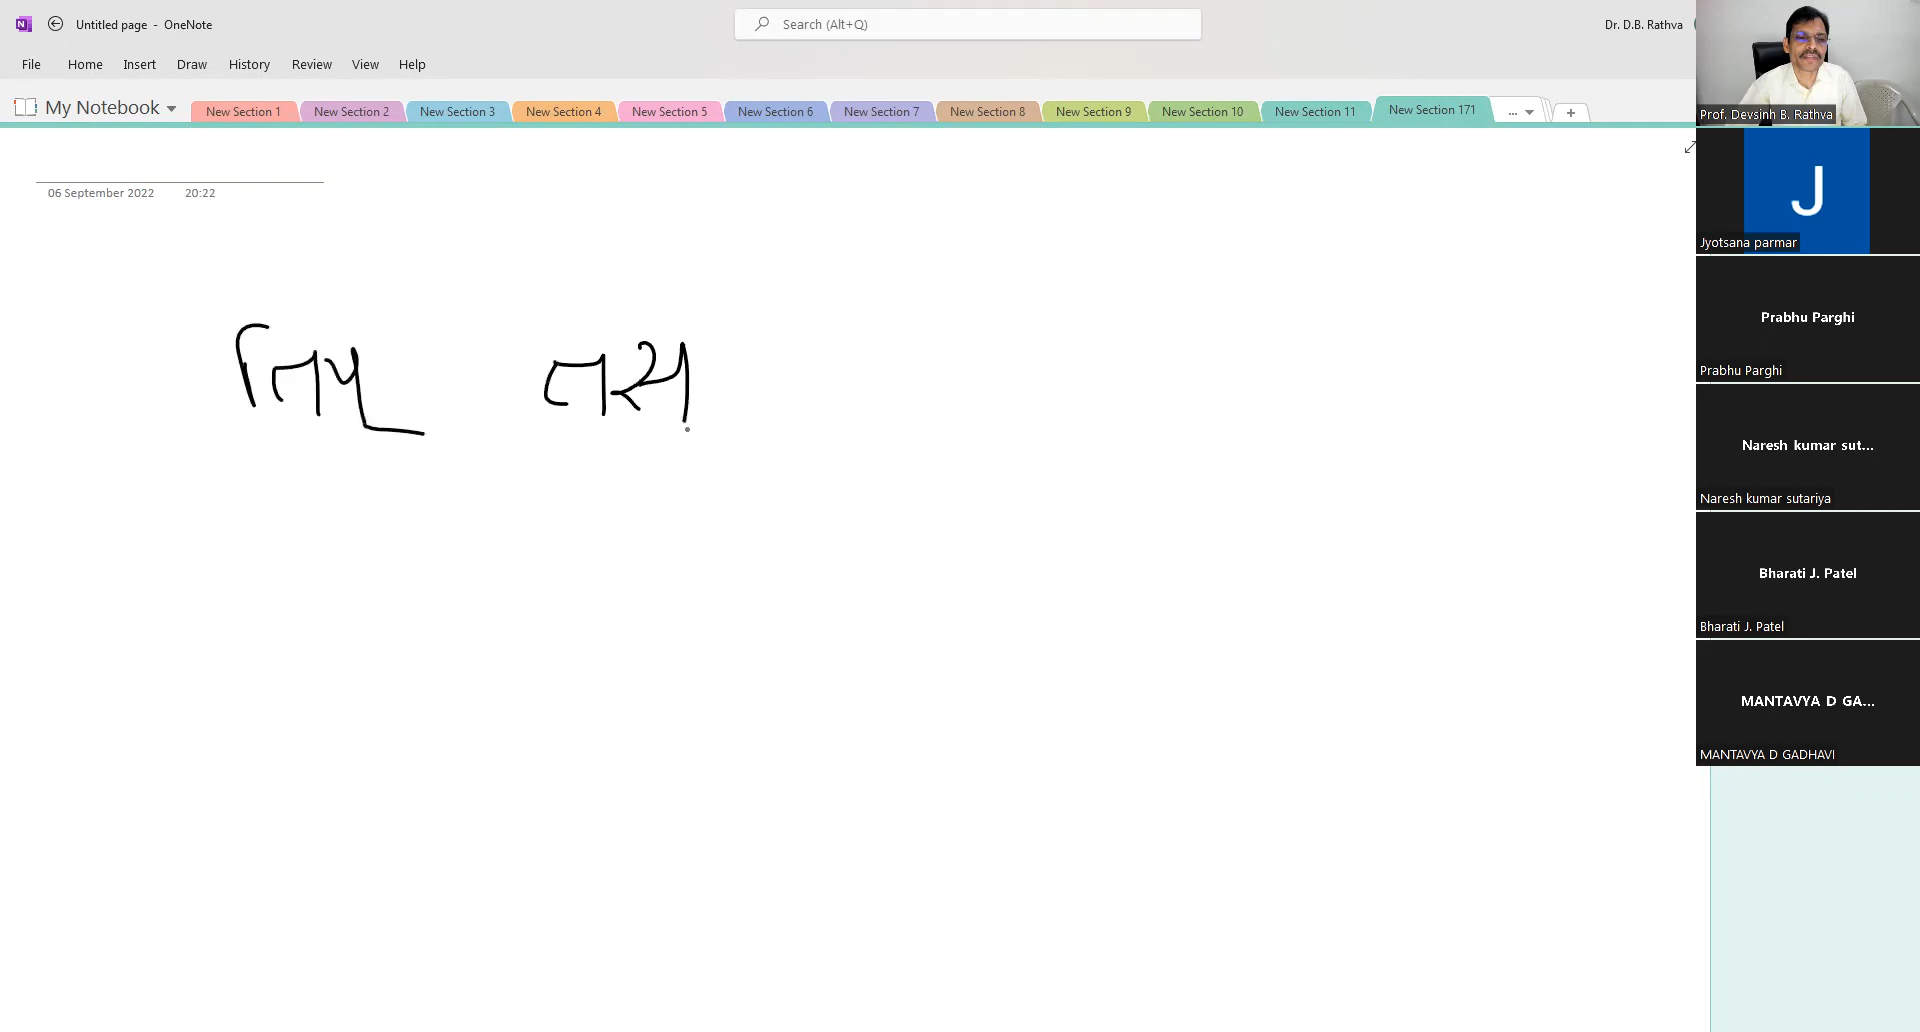 Untitled page - OneNote
Search (Alt+Q)
Dr. D.B. Rathva
File Home Insert Draw History Review View Help
My Notebook New Section 1 New Section 2 New Section 3 New Section 4 New Section 5 New Section 6 New Section 7 New Section 8 New Section 9 New Section 10 New Section 11 New Section 171 ...
06 September 2022 20:22
Prof. Devsinh B. Rathva
J
Jyotsana parmar
Prabhu Parghi
Prabhu Parghi
Naresh kumar sut...
Naresh kumar sutariya
Bharati J. Patel
Bharati J. Patel
MANTAVYA D GA...
MANTAVYA D GADHAVI